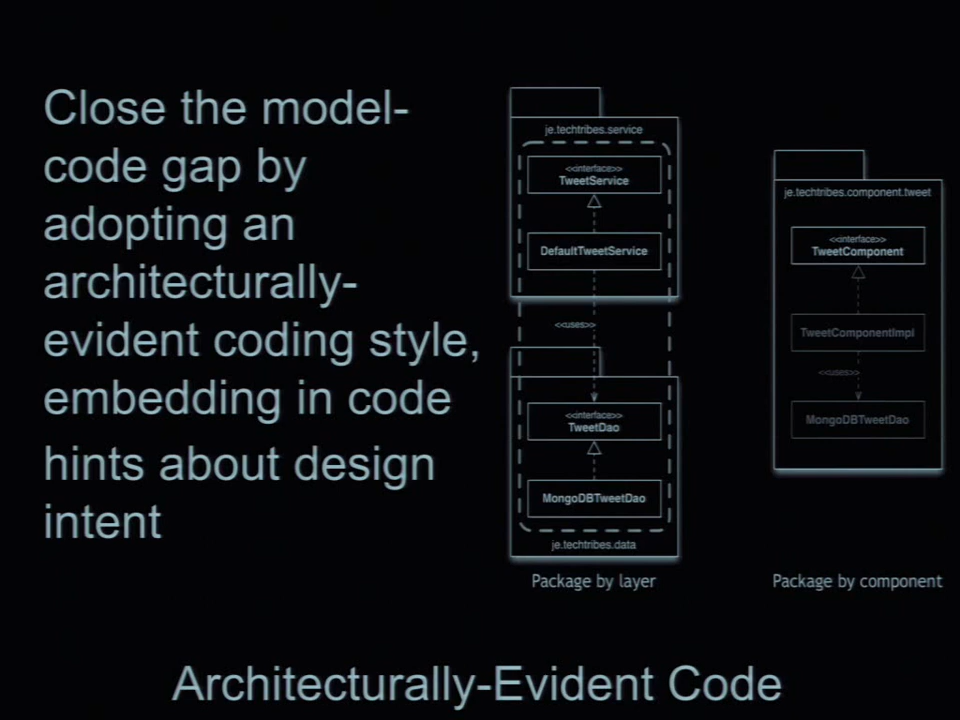 Close the model-
code gap by
adopting an
architecturally-
evident coding style,
embedding in code
hints about design
intent
je.techtribes.service
<<interface>>
TweetService
DefaultTweetService
<<uses>>
<<interface>>
TweetDao
MongoDBTweetDao
je.techtribes.data
Package by layer
je.techtribes.component.tweet
<<interface>>
TweetComponent
TweetComponentImpl
<<uses>>
MongoDBTweetDao
Package by component
Architecturally-Evident Code